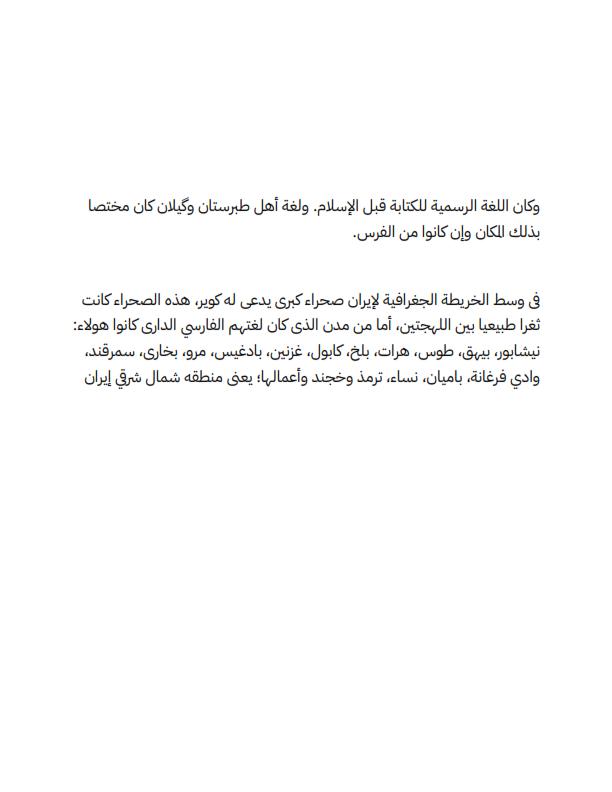 وكان اللغة الرسمية للكتابة قبل الإسلام. ولغة أهل طبرستان وگيلان كان مختصا
بذلك المكان وإن كانوا من الفرس.
فى وسط الخريطة الجغرافية لإيران صحراء كبرى يدعى له كوير، هذه الصحراء كانت
ثغرا طبيعيا بين اللهجتين، أما من مدن الذى كان لغتهم الفارسي الدارى كانوا هولاء:
نيشابور، بيهق، طوس، هرات، بلخ، كابول، غزنين، بادغيس، مرو، بخارى، سمرقند،
وادي فرغانة، باميان، نساء، ترمذ وخجند وأعمالها؛ يعنى منطقه شمال شرقي إيران